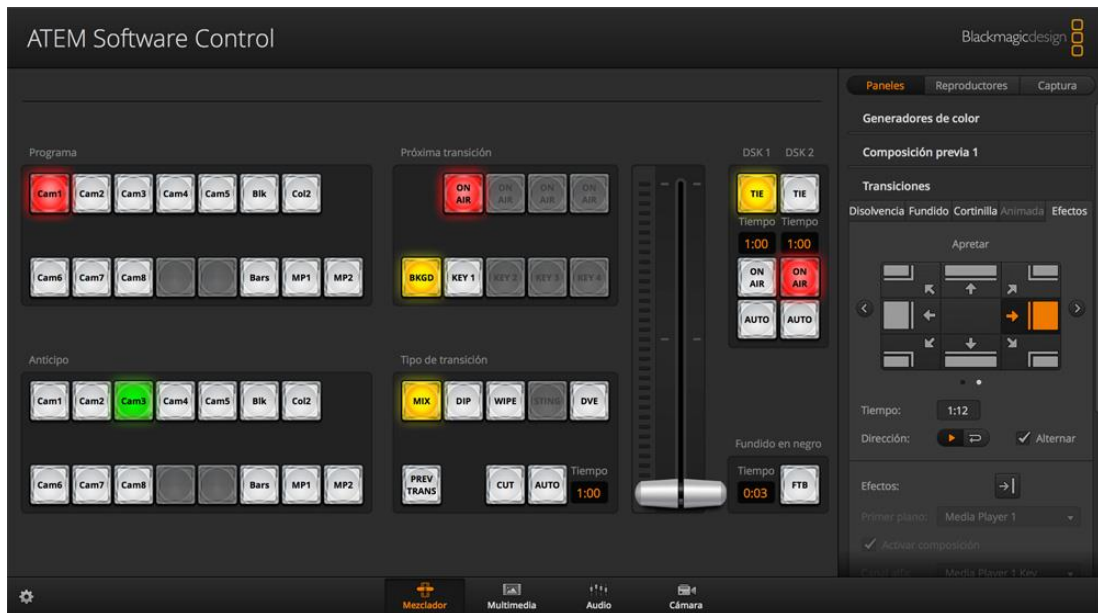 ATEM Software Control
Blackmagicdesign
Paneles Reproductores Captura
Generadores de color
Composición previa 1
Transiciones
Disolvencia Fundido Cortinilla Animada Efectos
Apretar
Tiempo: 1:12
Dirección: Alternar
Efectos:
Primer plano: Media Player 1
Activar composición
Canal alfa: Media Player 1 Key
Programa
Cam1 Cam2 Cam3 Cam4 Cam5 Blk Col2
Cam6 Cam7 Cam8 Bars MP1 MP2
Próxima transición
ON AIR ON AIR ON AIR ON AIR
BKGD KEY 1 KEY 2 KEY 3 KEY 4
DSK 1 DSK 2
TIE TIE
Tiempo Tiempo
1:00 1:00
ON AIR ON AIR
AUTO AUTO
Anticipo
Cam1 Cam2 Cam3 Cam4 Cam5 Blk Col2
Cam6 Cam7 Cam8 Bars MP1 MP2
Tipo de transición
MIX DIP WIPE STING DVE
PREV TRANS CUT AUTO Tiempo 1:00
Fundido en negro
Tiempo
0:03 FTB
Mezclador Multimedia Audio Cámara